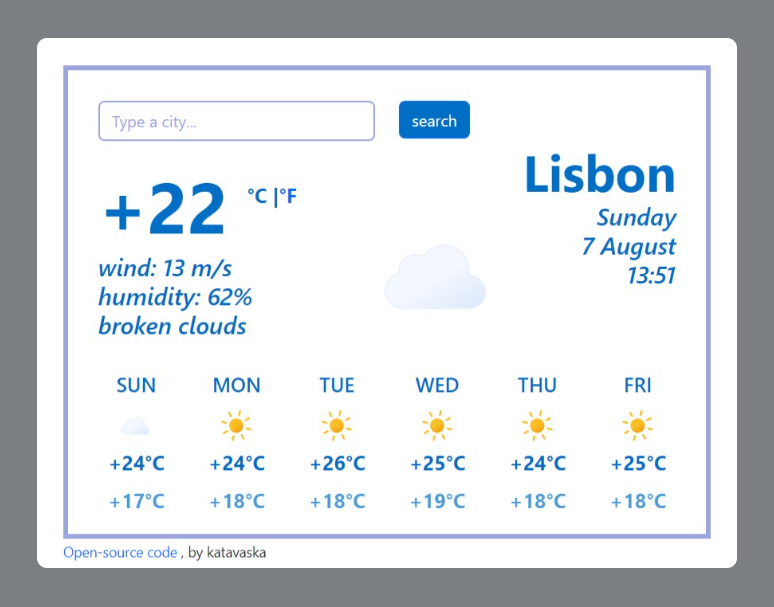 Type a city...
search
+22 °C |°F
Lisbon
Sunday
7 August
13:51
wind: 13 m/s
humidity: 62%
broken clouds
SUN MON TUE WED THU FRI
+24°C +24°C +26°C +25°C +24°C +25°C
+17°C +18°C +18°C +19°C +18°C +18°C
Open-source code , by katavaska